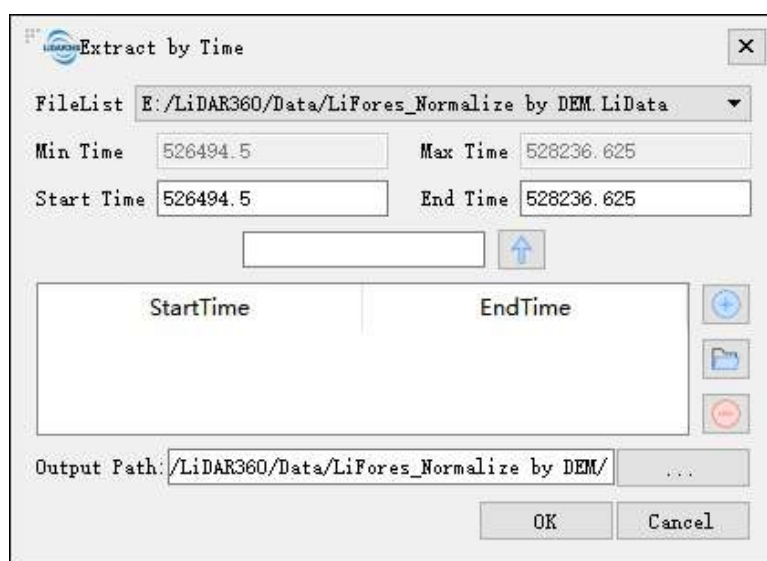 Extract by Time
FileList E:/LiDAR360/Data/LiFores_Normalize by DEM.LiData
Min Time 526494.5 Max Time 528236.625
Start Time 526494.5 End Time 528236.625
StartTime EndTime
Output Path: /LiDAR360/Data/LiFores_Normalize by DEM/ ...
OK Cancel